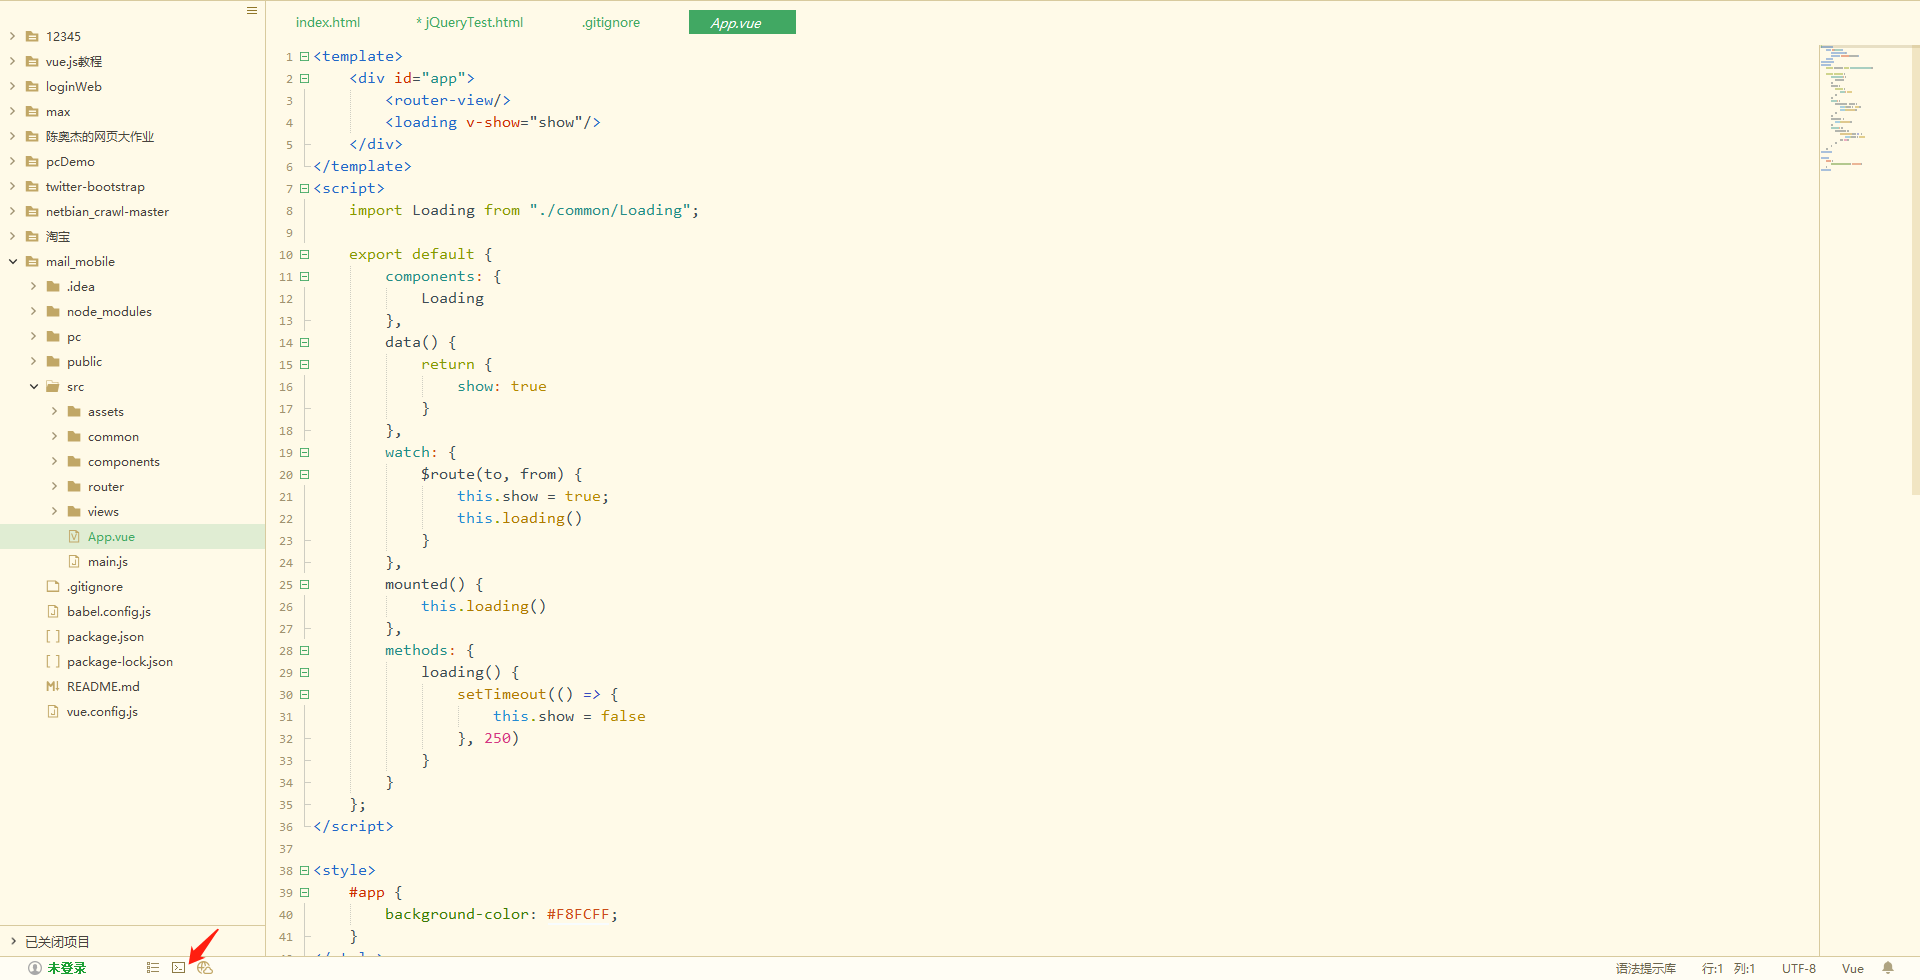 index.html
* jQueryTest.html
.gitignore
App.vue
12345
vue.js教程
loginWeb
max
陈奥杰的网页大作业
pcDemo
twitter-bootstrap
netbian_crawl-master
淘宝
mail_mobile
.idea
node_modules
pc
public
src
assets
common
components
router
views
App.vue
main.js
.gitignore
babel.config.js
package.json
package-lock.json
README.md
vue.config.js
已关闭项目
1 <template>
2 <div id="app">
3 <router-view/>
4 <loading v-show="show"/>
5 </div>
6 </template>
7 <script>
8 import Loading from "./common/Loading";
9
10 export default {
11 components: {
12 Loading
13 },
14 data() {
15 return {
16 show: true
17 }
18 },
19 watch: {
20 $route(to, from) {
21 this.show = true;
22 this.loading()
23 }
24 },
25 mounted() {
26 this.loading()
27 },
28 methods: {
29 loading() {
30 setTimeout(() => {
31 this.show = false
32 }, 250)
33 }
34 }
35 };
36 </script>
37
38 <style>
39 #app {
40 background-color: #F8FCFF;
41 }
未登录
语法提示库 行:1 列:1 UTF-8 Vue